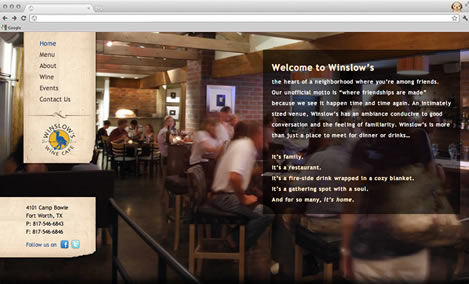 Google
Home
Menu
About
Wine
Events
Contact Us
WINSLOW'S
WINE CAFE
4101 Camp Bowie
Fort Worth, TX
P: 817-546-6843
F: 817-546-6846
Follow us on
Welcome to Winslow's
the heart of a neighborhood where you're among friends.
Our unofficial motto is "where friendships are made"
because we see it happen time and time again. An intimately
sized venue, Winslow's has an ambiance conducive to good
conversation and the feeling of familiarity. Winslow's is more
than just a place to meet for dinner or drinks...
It's family.
It's a restaurant.
It's a fire-side drink wrapped in a cozy blanket.
It's a gathering spot with a soul.
And for so many, it's home.